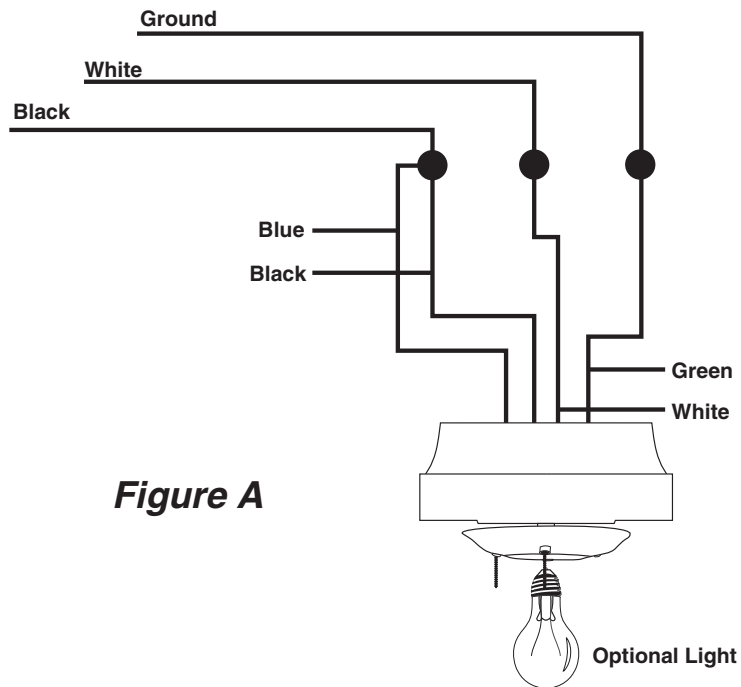 Ground
White
Black
Blue
Black
Green
White
Figure A
Optional Light